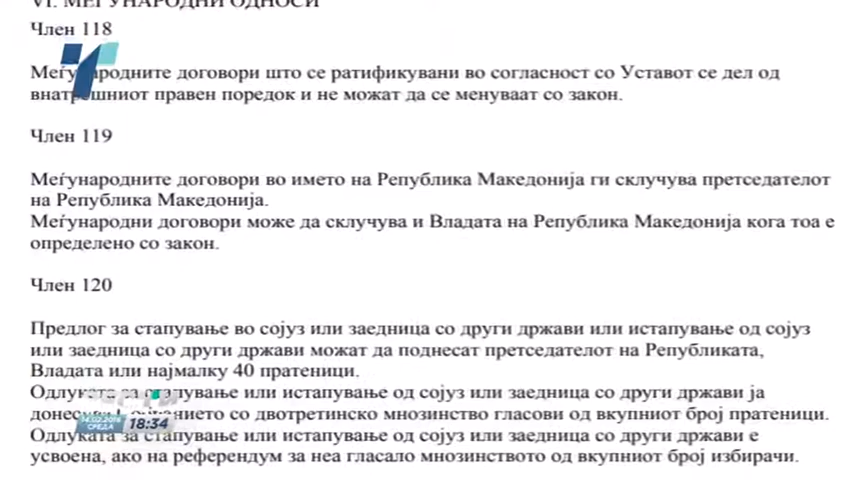 VI. МЕЃУНАРОДНИ ОДНОСИ
Член 118
Меѓународните договори што се ратификувани во согласност со Уставот се дел од
внатрешниот правен поредок и не можат да се менуваат со закон.
Член 119
Меѓународните договори во името на Република Македонија ги склучува претседателот
на Република Македонија.
Меѓународни договори може да склучува и Владата на Република Македонија кога тоа е
определено со закон.
Член 120
Предлог за стапување во сојуз или заедница со други држави или истапување од сојуз
или заедница со други држави можат да поднесат претседателот на Републиката,
Владата или најмалку 40 пратеници.
Одлуката за стапување или истапување од сојуз или заедница со други држави ја
со двотретинско мнозинство гласови од вкупниот број пратеници.
Одлуката за стапување или истапување од сојуз или заедница со други држави е
усвоена, ако на референдум за неа гласало мнозинството од вкупниот број избирачи.
СРЕДА
18:34